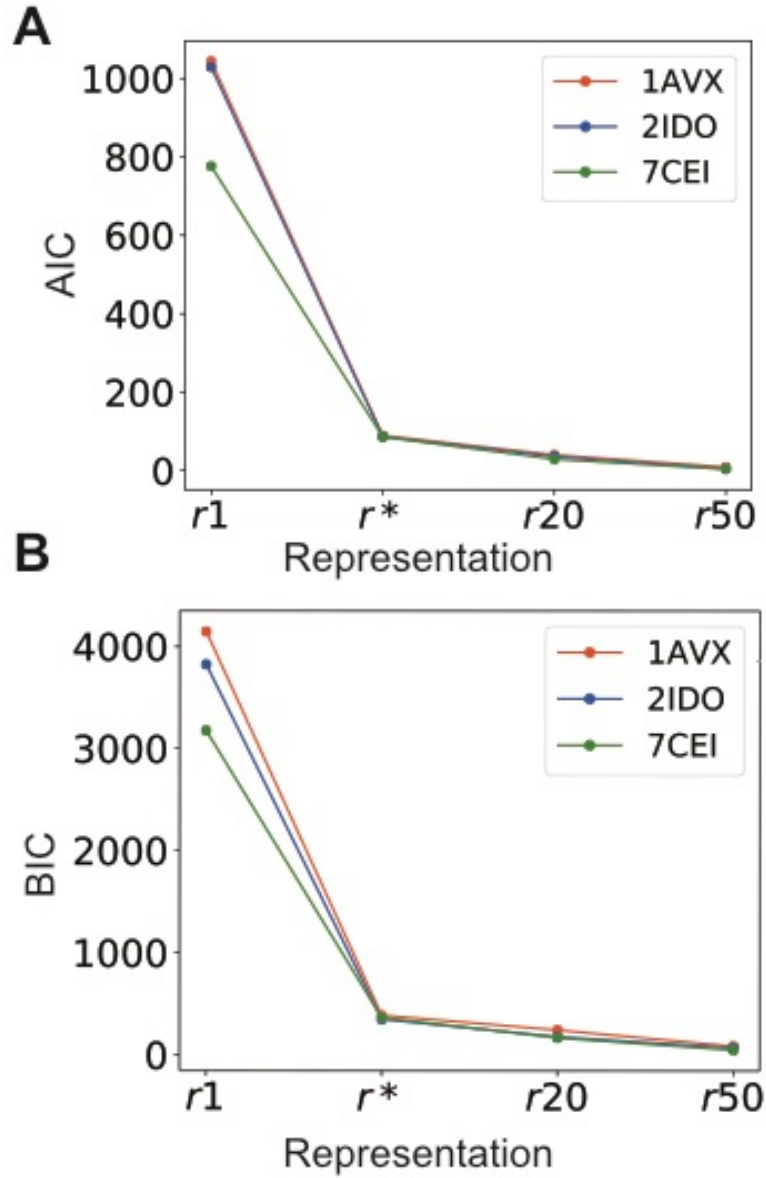 A
1000
800
600
400
200
0
AIC
1AVX
2IDO
7CEI
r1 r* r20 r50
Representation
B
4000
3000
2000
1000
0
BIC
1AVX
2IDO
7CEI
r1 r* r20 r50
Representation